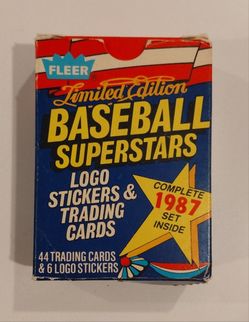 FLEER
Limited Edition
BASEBALL
SUPERSTARS
LOGO
STICKERS &
TRADING
CARDS
COMPLETE
1987
SET
INSIDE
44 TRADING CARDS
& 6 LOGO STICKERS